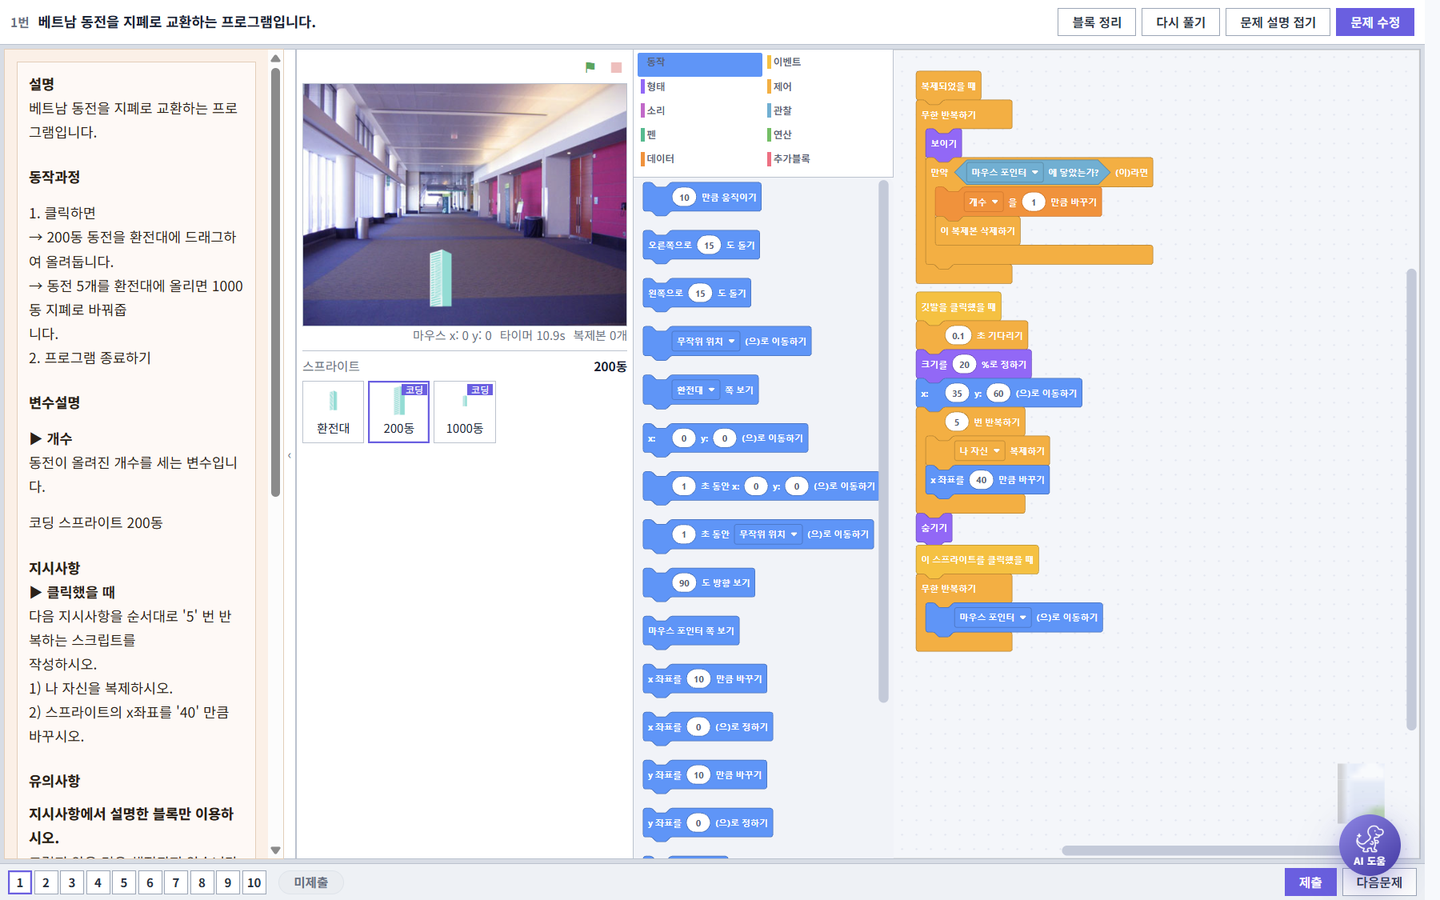 1번 베트남 동전을 지폐로 교환하는 프로그램입니다.
블록 정리
다시 풀기
문제 설명 접기
문제 수정
설명
베트남 동전을 지폐로 교환하는 프로
그램입니다.
동작과정
1. 클릭하면
→ 200동 동전을 환전대에 드래그하
여 올려둡니다.
→ 동전 5개를 환전대에 올리면 1000
동 지폐로 바꿔줍
니다.
2. 프로그램 종료하기
변수설명
▶ 개수
동전이 올려진 개수를 세는 변수입니
다.
코딩 스프라이트 200동
지시사항
▶ 클릭했을 때
다음 지시사항을 순서대로 '5' 번 반
복하는 스크립트를
작성하시오.
1) 나 자신을 복제하시오.
2) 스프라이트의 x좌표를 '40' 만큼
바꾸시오.
유의사항
지시사항에서 설명한 블록만 이용하
시오.
마우스 x: 0 y: 0 타이머 10.9s 복제본 0개
스프라이트
200동
환전대
코딩
200동
코딩
1000동
동작
이벤트
형태
제어
소리
관찰
펜
연산
데이터
추가블록
10 만큼 움직이기
오른쪽으로 15 도 돌기
왼쪽으로 15 도 돌기
무작위 위치 (으)로 이동하기
환전대 쪽 보기
x: 0 y: 0 (으)로 이동하기
1 초 동안 x: 0 y: 0 (으)로 이동하기
1 초 동안 무작위 위치 (으)로 이동하기
90 도 방향 보기
마우스 포인터 쪽 보기
x 좌표를 10 만큼 바꾸기
x 좌표를 0 (으)로 정하기
y 좌표를 10 만큼 바꾸기
y 좌표를 0 (으)로 정하기
복제되었을 때
무한 반복하기
보이기
만약 마우스 포인터 에 닿았는가? (이)라면
개수 을 1 만큼 바꾸기
이 복제본 삭제하기
깃발을 클릭했을 때
0.1 초 기다리기
크기를 20 %로 정하기
x: 35 y: 60 (으)로 이동하기
5 번 반복하기
나 자신 복제하기
x 좌표를 40 만큼 바꾸기
숨기기
이 스프라이트를 클릭했을 때
무한 반복하기
마우스 포인터 (으)로 이동하기
AI 도움
1 2 3 4 5 6 7 8 9 10
미제출
제출
다음문제